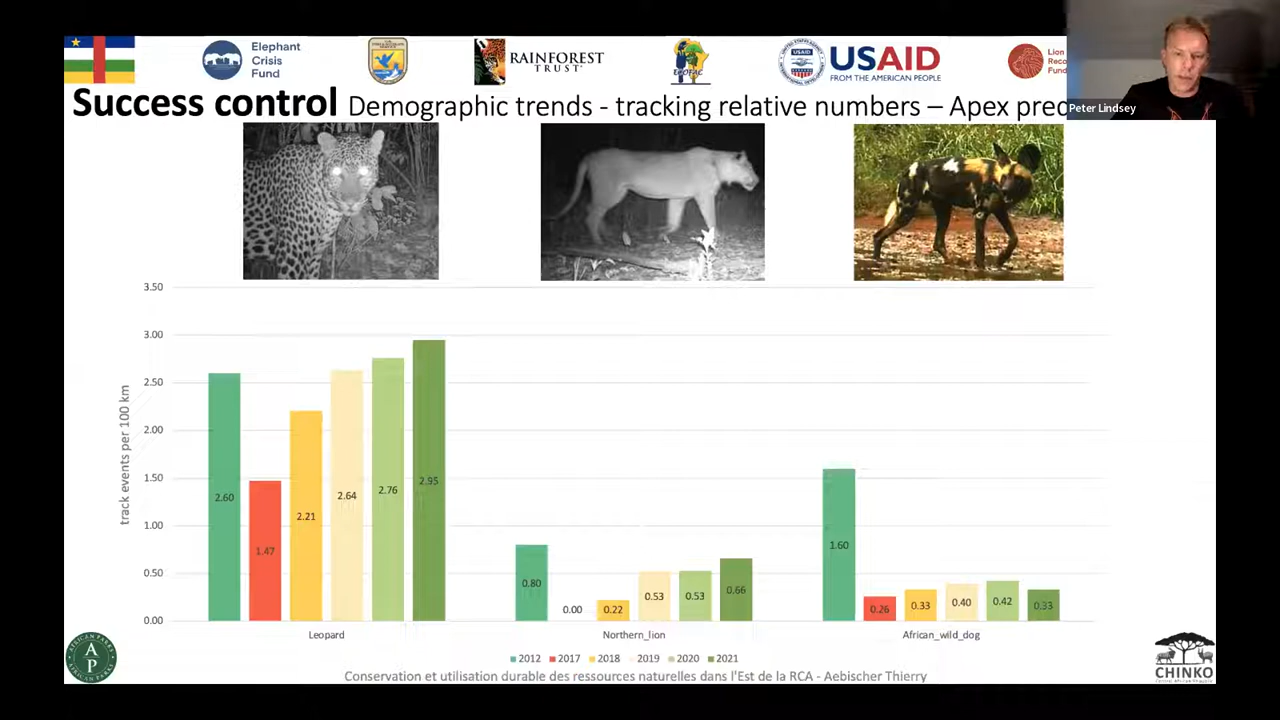 Elephant
Crisis
Fund
RAINFOREST
TRUST
ECOFAC
USAID
USAID
FROM THE AMERICAN PEOPLE
Lion
Reco
Fund
Success control Demographic trends - tracking relative numbers – Apex pred
Peter Lindsey
track events per 100 km
3.50
3.00
2.50
2.00
1.50
1.00
0.50
0.00
2.60
1.47
2.21
2.64
2.76
2.95
0.80
0.00
0.22
0.53
0.53
0.66
1.60
0.26
0.33
0.40
0.42
0.33
Leopard
Northern_lion
African_wild_dog
2012 2017 2018 2019 2020 2021
Conservation et utilisation durable des ressources naturelles dans l'Est de la RCA - Aebischer Thierry
AFRICAN PARKS
A
P
CHINKO